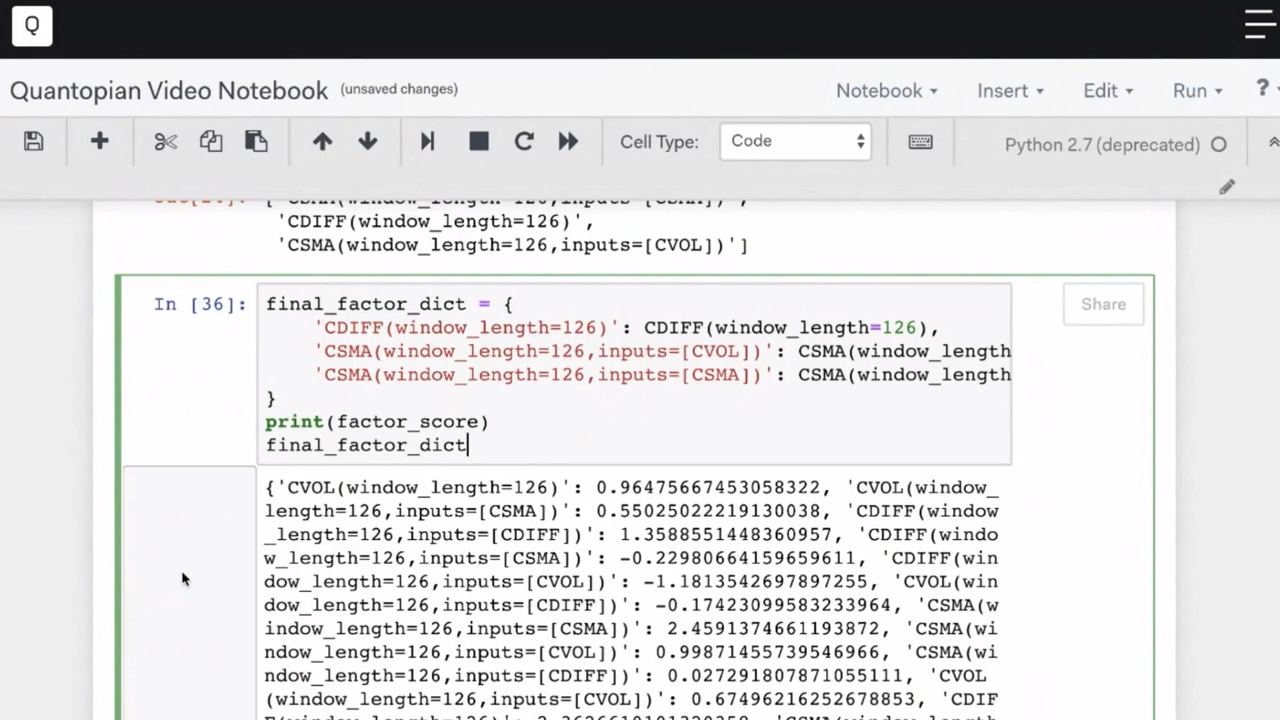 Q
Quantopian Video Notebook (unsaved changes) Notebook Insert Edit Run ?
Cell Type: Code Python 2.7 (deprecated)
'CDIFF(window_length=126)',
'CSMA(window_length=126,inputs=[CVOL])']
In [36]: final_factor_dict = { Share
'CDIFF(window_length=126)': CDIFF(window_length=126),
'CSMA(window_length=126,inputs=[CVOL])': CSMA(window_length
'CSMA(window_length=126,inputs=[CSMA])': CSMA(window_length
}
print(factor_score)
final_factor_dict
{'CVOL(window_length=126)': 0.96475667453058322, 'CVOL(window_
length=126,inputs=[CSMA])': 0.55025022219130038, 'CDIFF(window
_length=126,inputs=[CDIFF])': 1.3588551448360957, 'CDIFF(windo
w_length=126,inputs=[CSMA])': -0.22980664159659611, 'CDIFF(win
dow_length=126,inputs=[CVOL])': -1.1813542697897255, 'CVOL(win
dow_length=126,inputs=[CDIFF])': -0.17423099583233964, 'CSMA(w
indow_length=126,inputs=[CSMA])': 2.4591374661193872, 'CSMA(wi
ndow_length=126,inputs=[CVOL])': 0.99871455739546966, 'CSMA(wi
ndow_length=126,inputs=[CDIFF])': 0.027291807871055111, 'CVOL
(window_length=126,inputs=[CVOL])': 0.67496216252678853, 'CDIF